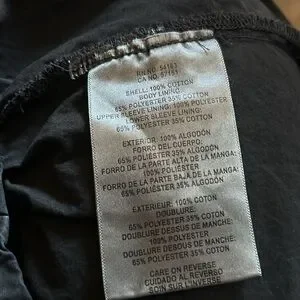 RN NO. 54163
CA NO. 57151
SHELL: 100% COTTON
BODY LINING:
65% POLYESTER 35% COTTON
UPPER SLEEVE LINING: 100% POLYESTER
LOWER SLEEVE LINING:
65% POLYESTER 35% COTTON
EXTERIOR: 100% ALGODÓN
FORRO DEL CUERPO:
65% POLIÉSTER 35% ALGODÓN
FORRO DE LA PARTE ALTA DE LA MANGA:
100% POLIÉSTER
FORRO DE LA PARTE BAJA DE LA MANGA:
65% POLIÉSTER 35% ALGODÓN
EXTERIEUR: 100% COTON
DOUBLURE:
65% POLYESTER 35% COTON
DOUBLURE DESSUS DE MANCHE:
100% POLYESTER
DOUBLURE DESSOUS DE MANCHE:
65% POLYESTER 35% COTON
CARE ON REVERSE
CUIDADO AL REVERSO
SOIN SUR L'INVERSE